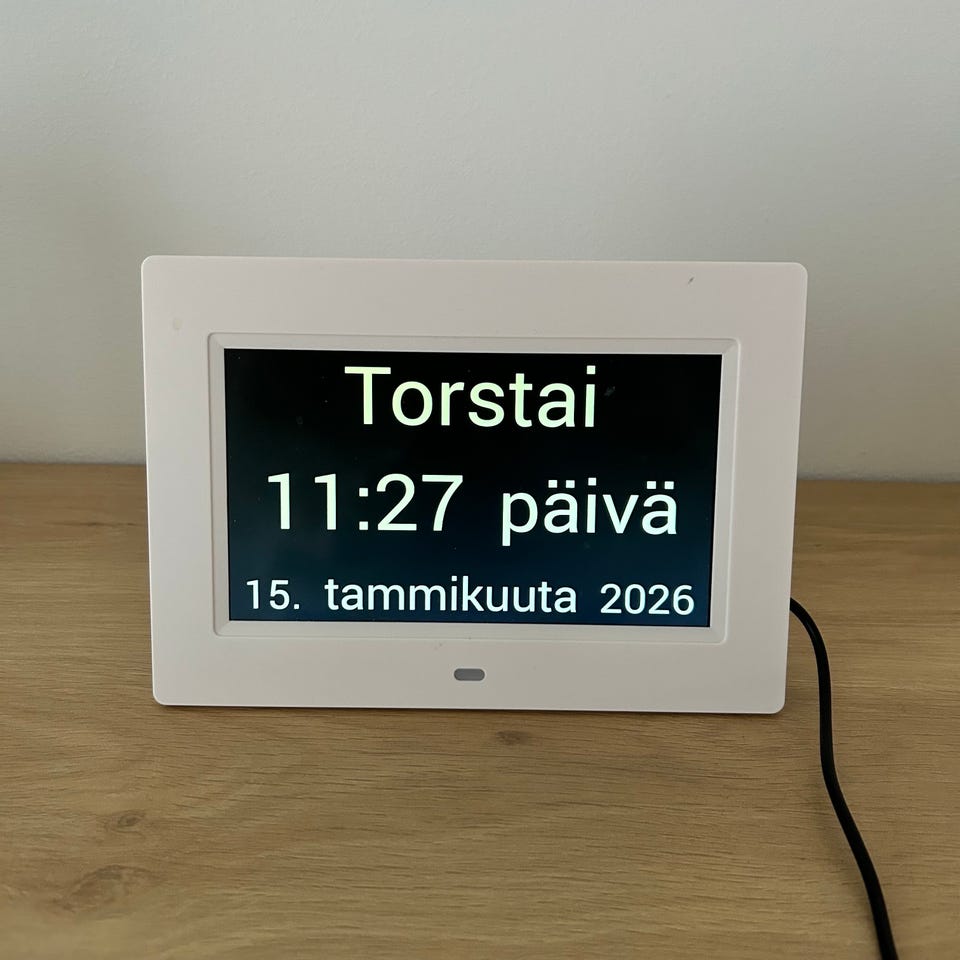 Torstai
11:27 päivä
15. tammikuuta 2026